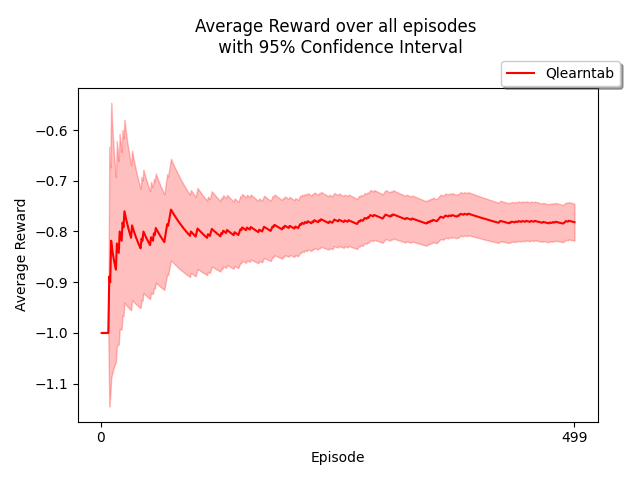 Average Reward over all episodes
with 95% Confidence Interval
Qlearntab
−0.6
−0.7
−0.8
−0.9
−1.0
−1.1
Average Reward
0
499
Episode